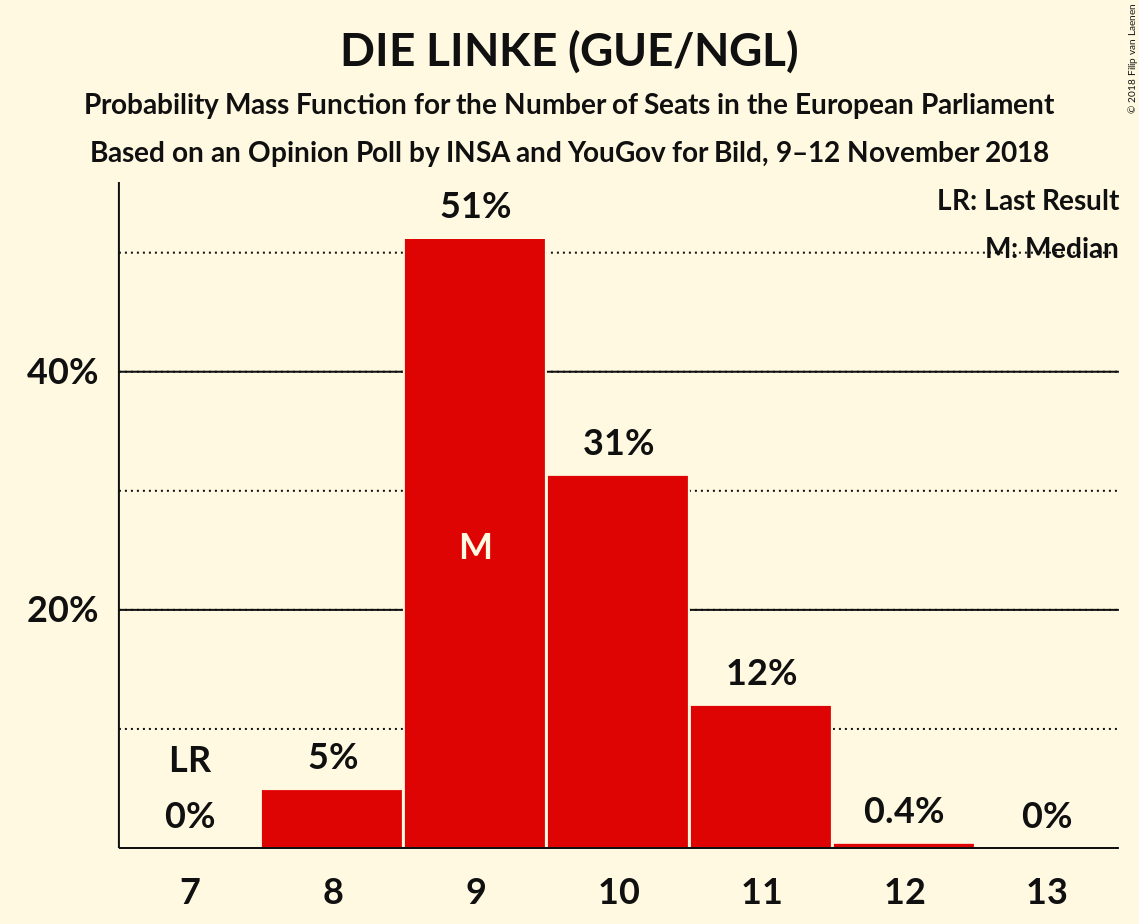 DIE LINKE (GUE/NGL)
Probability Mass Function for the Number of Seats in the European Parliament
Based on an Opinion Poll by INSA and YouGov for Bild, 9–12 November 2018
© 2018 Filip van Laenen
LR: Last Result
M: Median
51%
40%
31%
M
20%
12%
LR
5%
0%
0.4%
0%
7 8 9 10 11 12 13